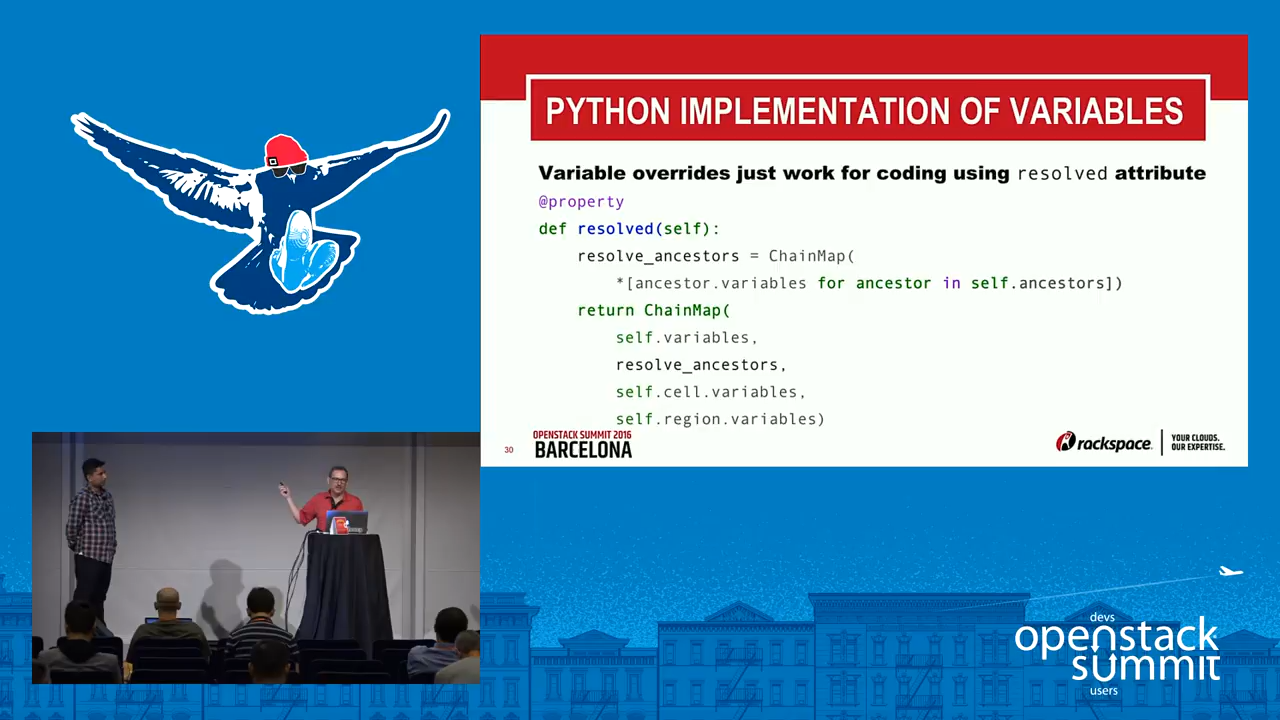 PYTHON IMPLEMENTATION OF VARIABLES
Variable overrides just work for coding using resolved attribute
@property
def resolved(self):
resolve_ancestors = ChainMap(
*[ancestor.variables for ancestor in self.ancestors])
return ChainMap(
self.variables,
resolve_ancestors,
self.cell.variables,
self.region.variables)
30
OPENSTACK SUMMIT 2016
BARCELONA
rackspace.
YOUR CLOUDS.
OUR EXPERTISE.
devs
openstack
summit
users